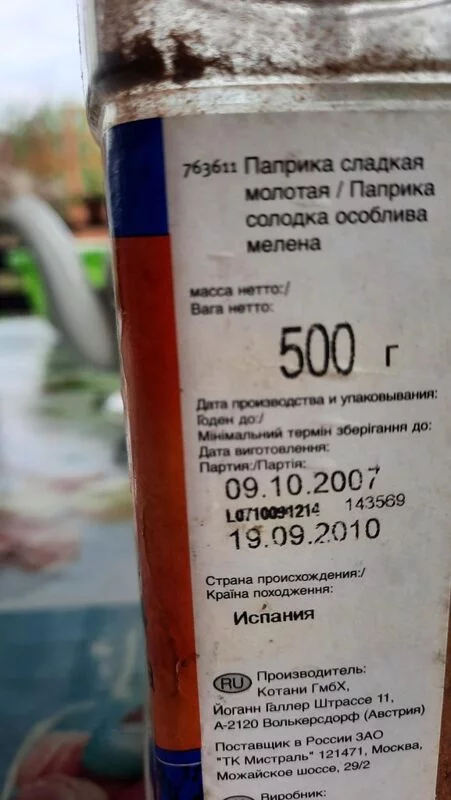 763611 Паприка сладкая
молотая / Паприка
солодка особлива
мелена
масса нетто:/
Вага нетто:
500 г
Дата производства и упаковывания:
Годен до:/
Мінімальний термін зберігання до:
Дата виготовлення:
Партия:/Партія:
09.10.2007
L0710091214 143569
19.09.2010
Страна происхождения:/
Країна походження:
Испания
RU Производитель:
Котани ГмбХ,
Йоганн Галлер Штрассе 11,
А-2120 Волькерсдорф (Австрия)
Поставщик в России ЗАО
"ТК Мистраль" 121471, Москва,
Можайское шоссе, 29/2
Виробник: